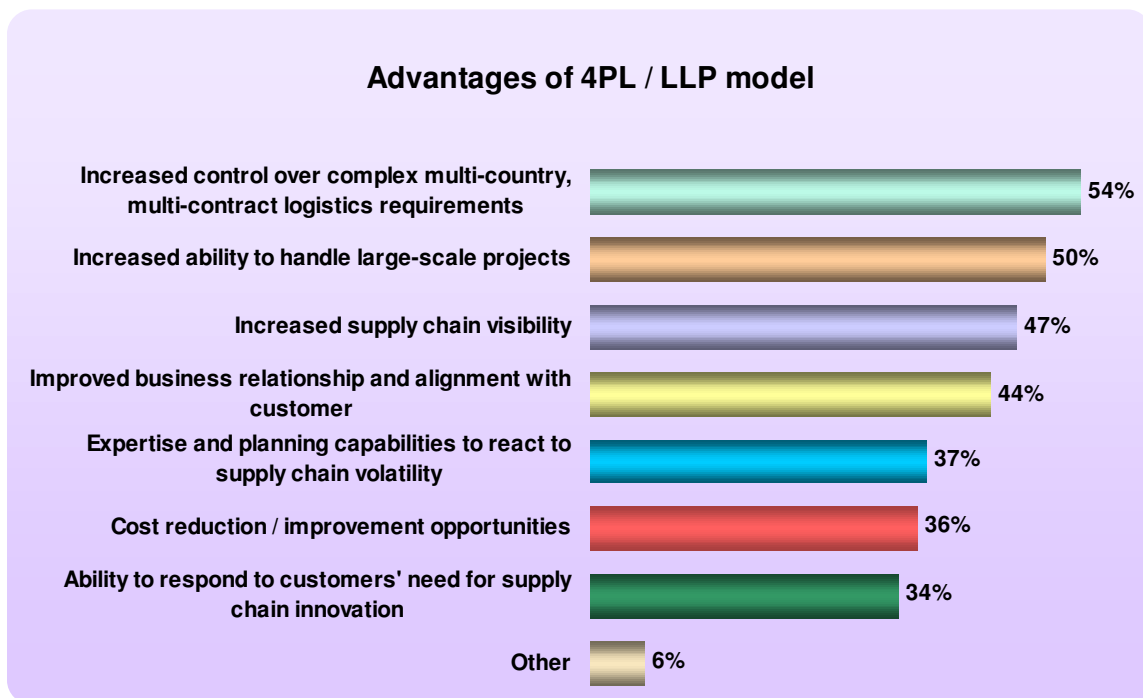 Advantages of 4PL / LLP model
Increased control over complex multi-country,
multi-contract logistics requirements
54%
Increased ability to handle large-scale projects
50%
Increased supply chain visibility
47%
Improved business relationship and alignment with
customer
44%
Expertise and planning capabilities to react to
supply chain volatility
37%
Cost reduction / improvement opportunities
36%
Ability to respond to customers' need for supply
chain innovation
34%
Other
6%